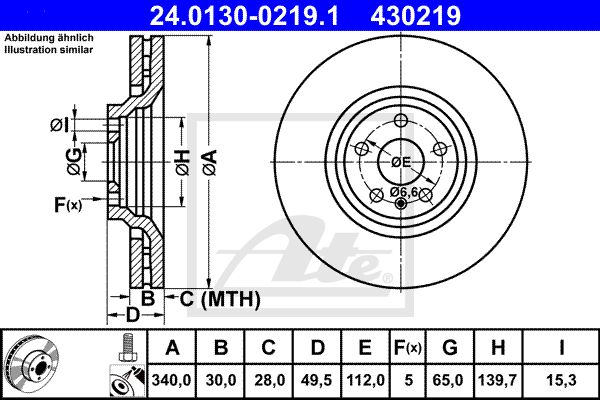 24.0130-0219.1 430219
Abbildung ähnlich
Illustration similar
ØI
ØG
F(x)
ØH
ØA
B
C (MTH)
D
ØE
Ø6,6
Ate
A B C D E F(x) G H I
340,0 30,0 28,0 49,5 112,0 5 65,0 139,7 15,3